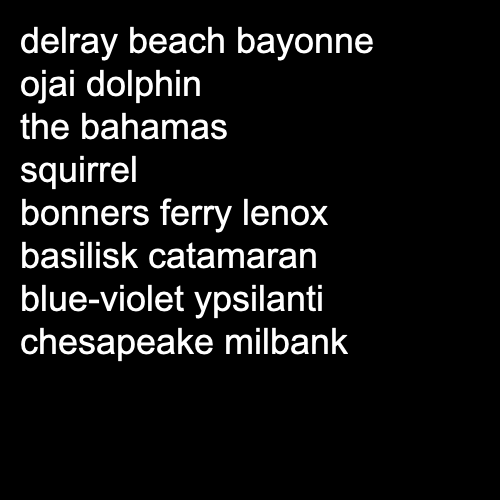 delray beach bayonne
ojai dolphin
the bahamas
squirrel
bonners ferry lenox
basilisk catamaran
blue-violet ypsilanti
chesapeake milbank